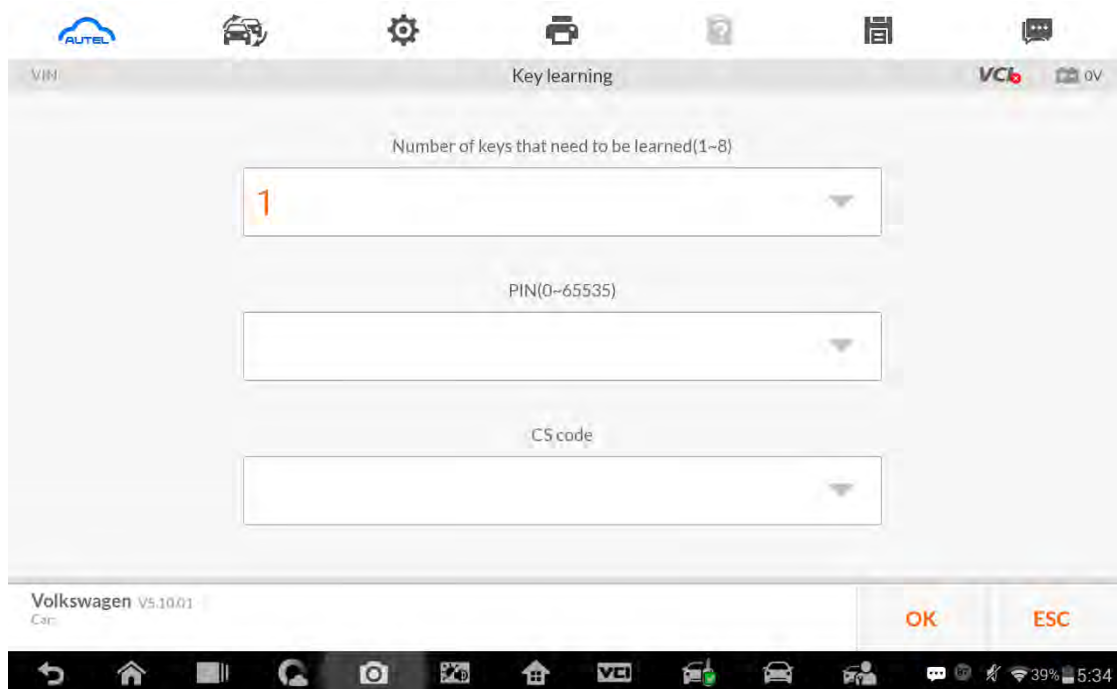 AUTEL
VIN
Key learning
VCI
0V
Number of keys that need to be learned(1~8)
1
PIN(0~65535)
CS code
Volkswagen V5.10.01
Car:
OK
ESC
VCI
39%
5:34